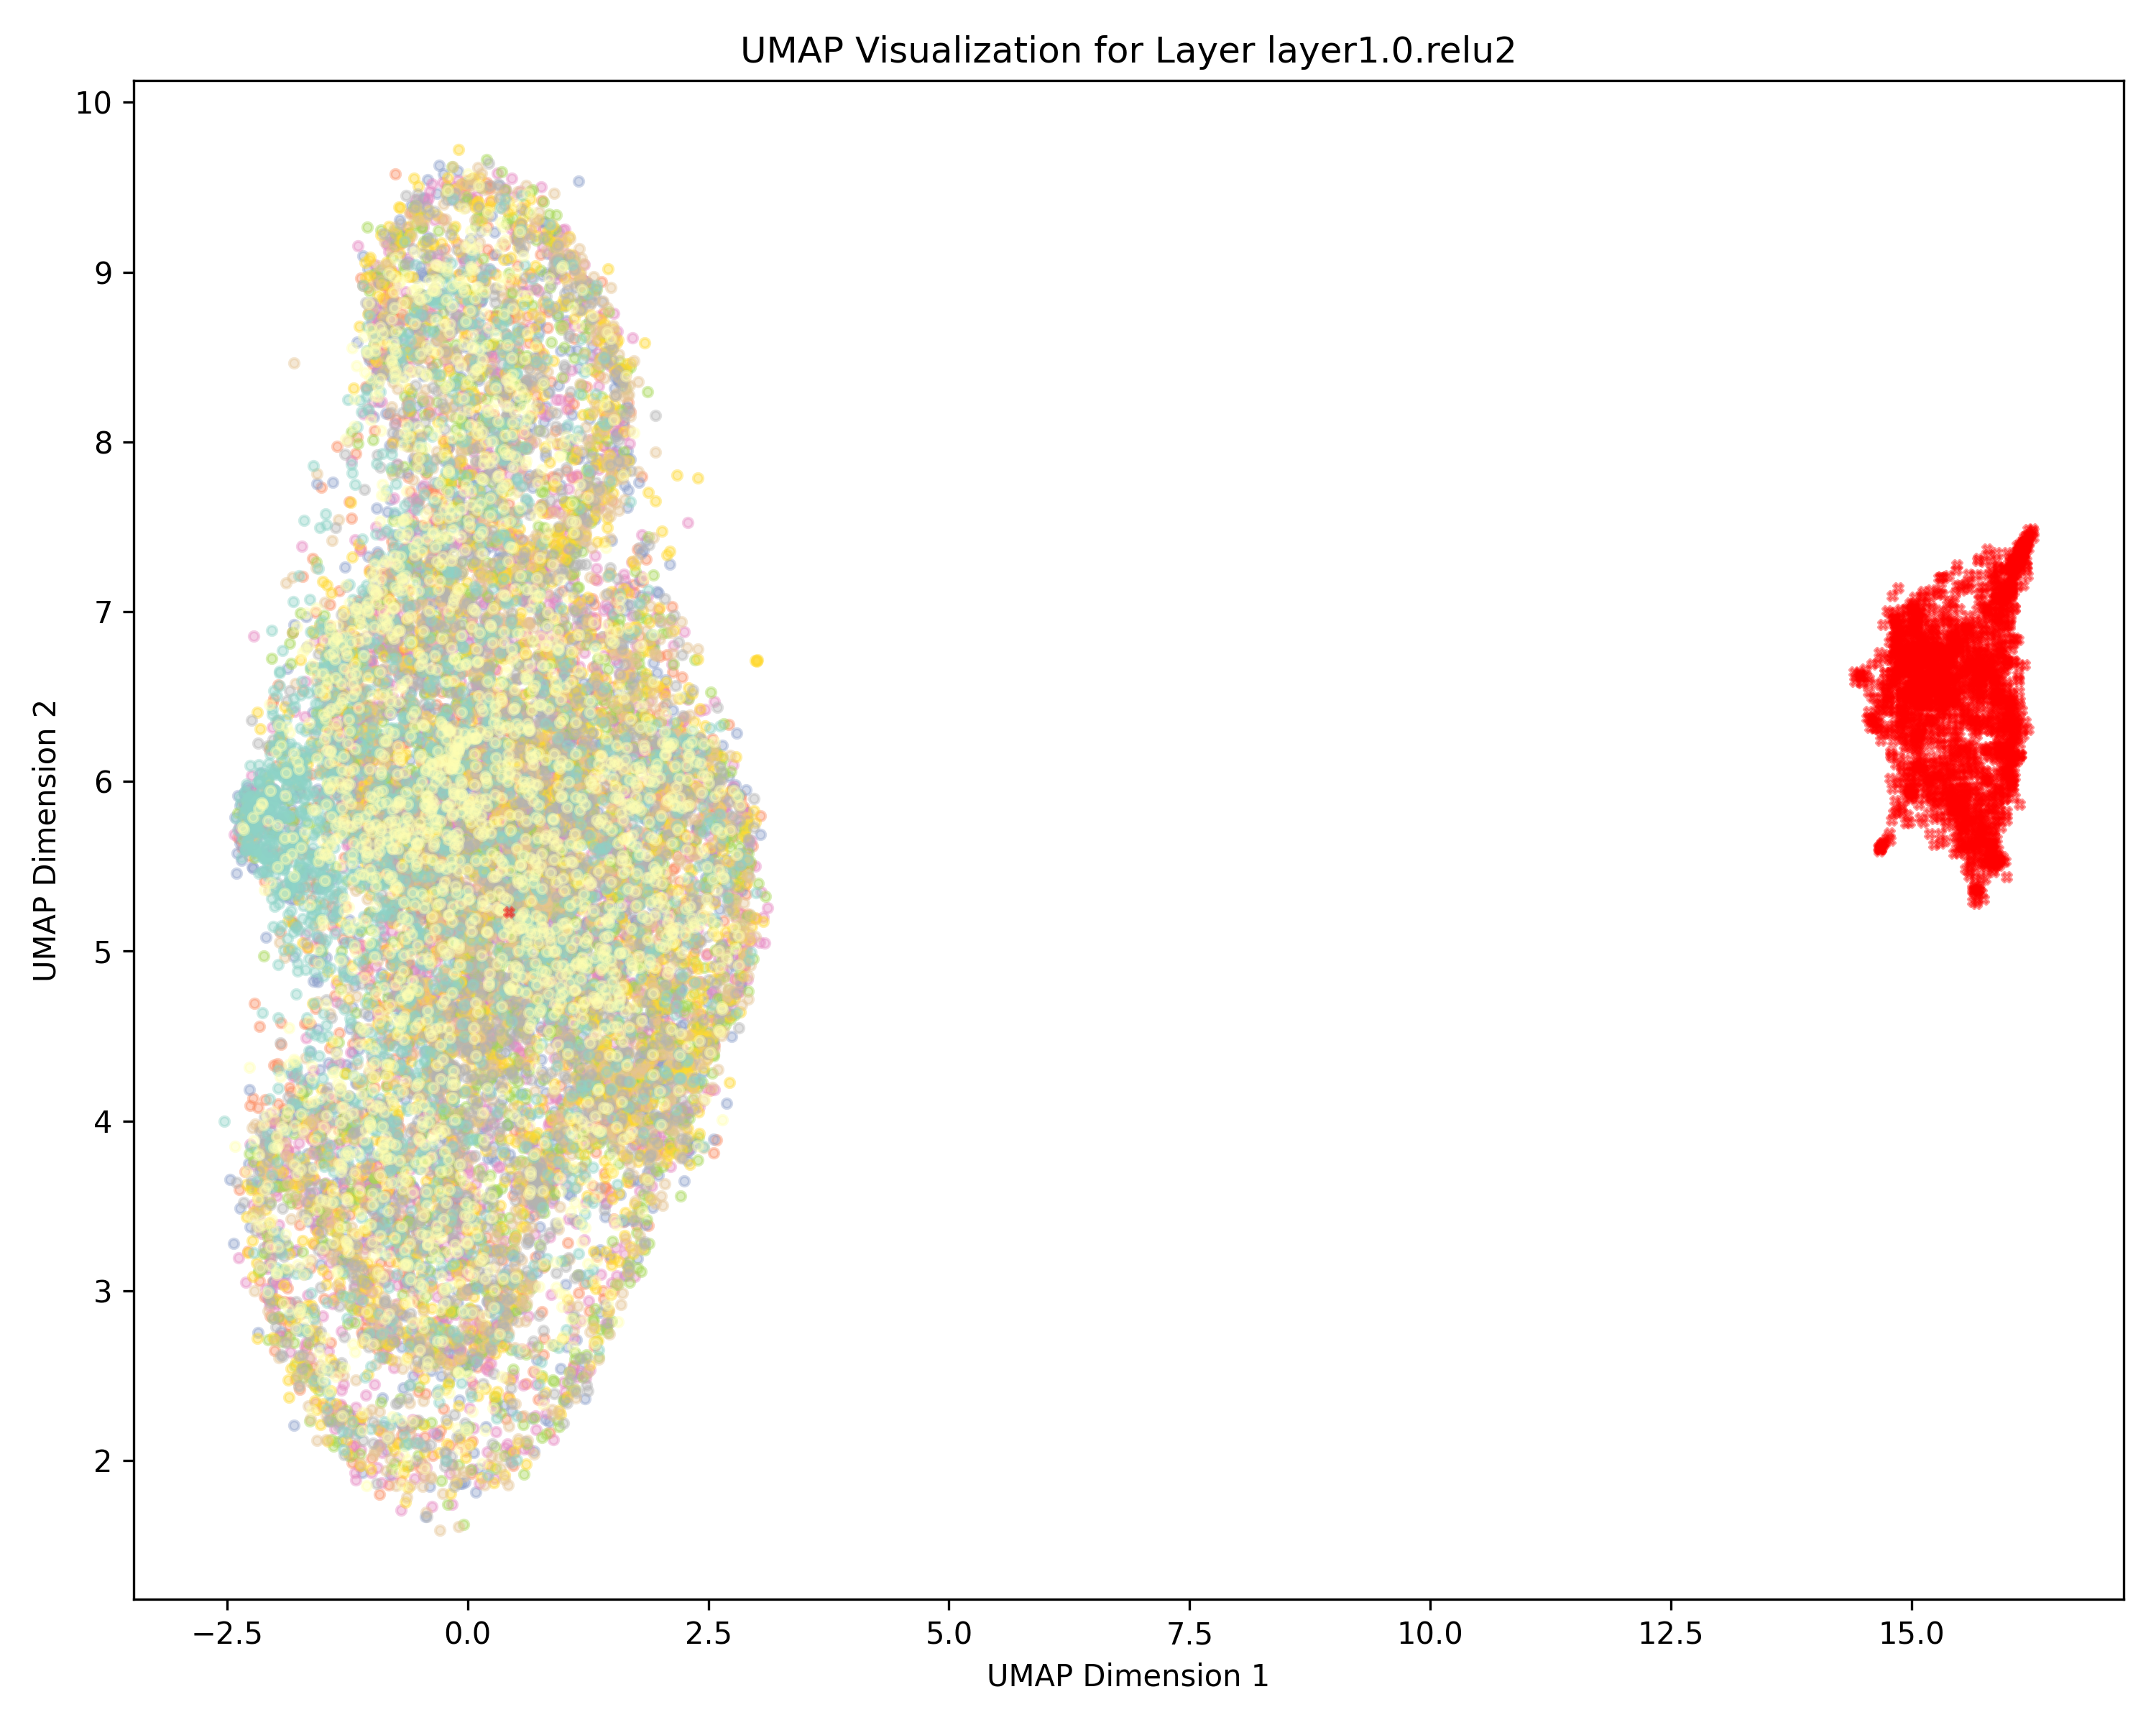 UMAP Visualization for Layer layer1.0.relu2
10
9
8
7
6
5
4
3
2
UMAP Dimension 2
−2.5 0.0 2.5 5.0 7.5 10.0 12.5 15.0
UMAP Dimension 1